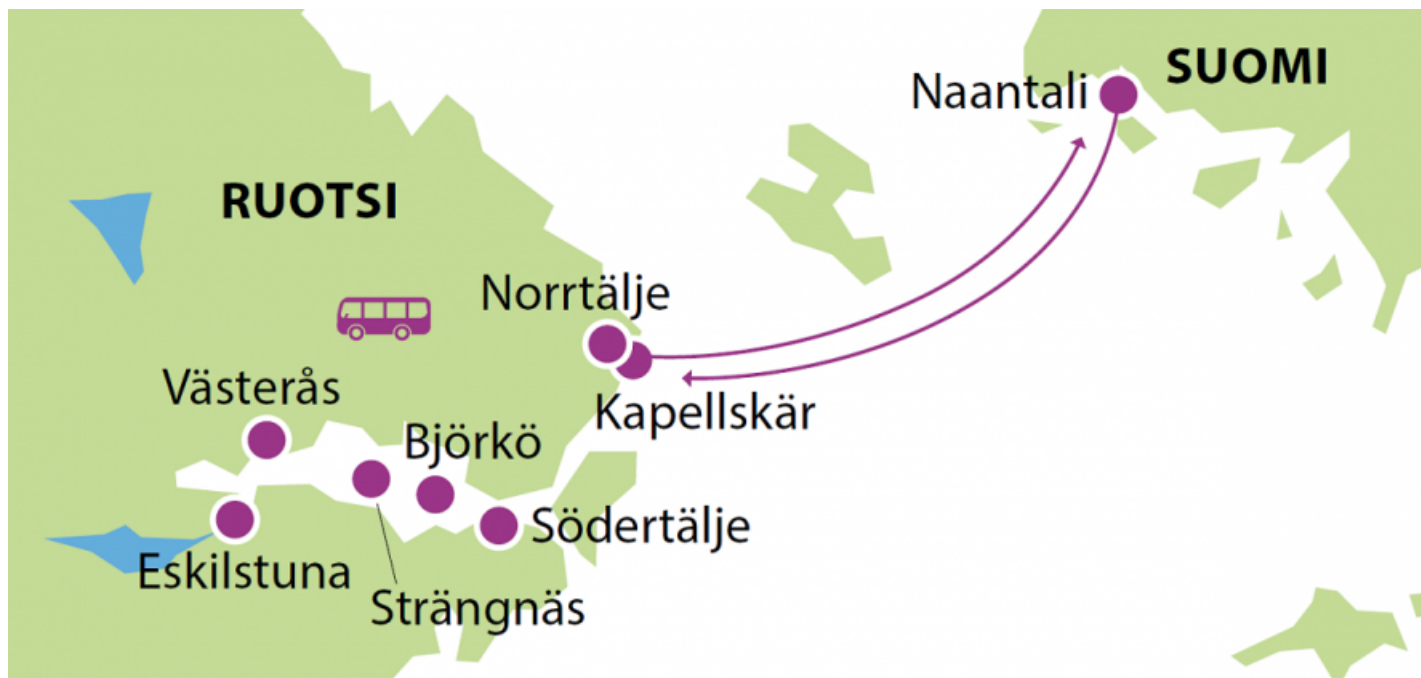 SUOMI
Naantali
RUOTSI
Norrtälje
Västerås
Kapellskär
Björkö
Södertälje
Eskilstuna
Strängnäs